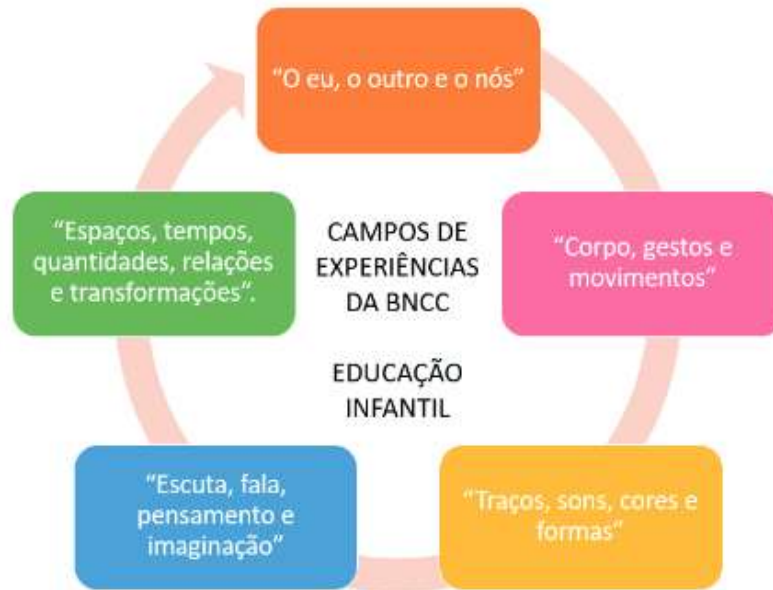 “O eu, o outro e o nós”
“Corpo, gestos e
movimentos“
“Traços, sons, cores e
formas”
“Escuta, fala,
pensamento e
imaginação”
“Espaços, tempos,
quantidades, relações
e transformações“.
CAMPOS DE
EXPERIÊNCIAS
DA BNCC
EDUCAÇÃO
INFANTIL